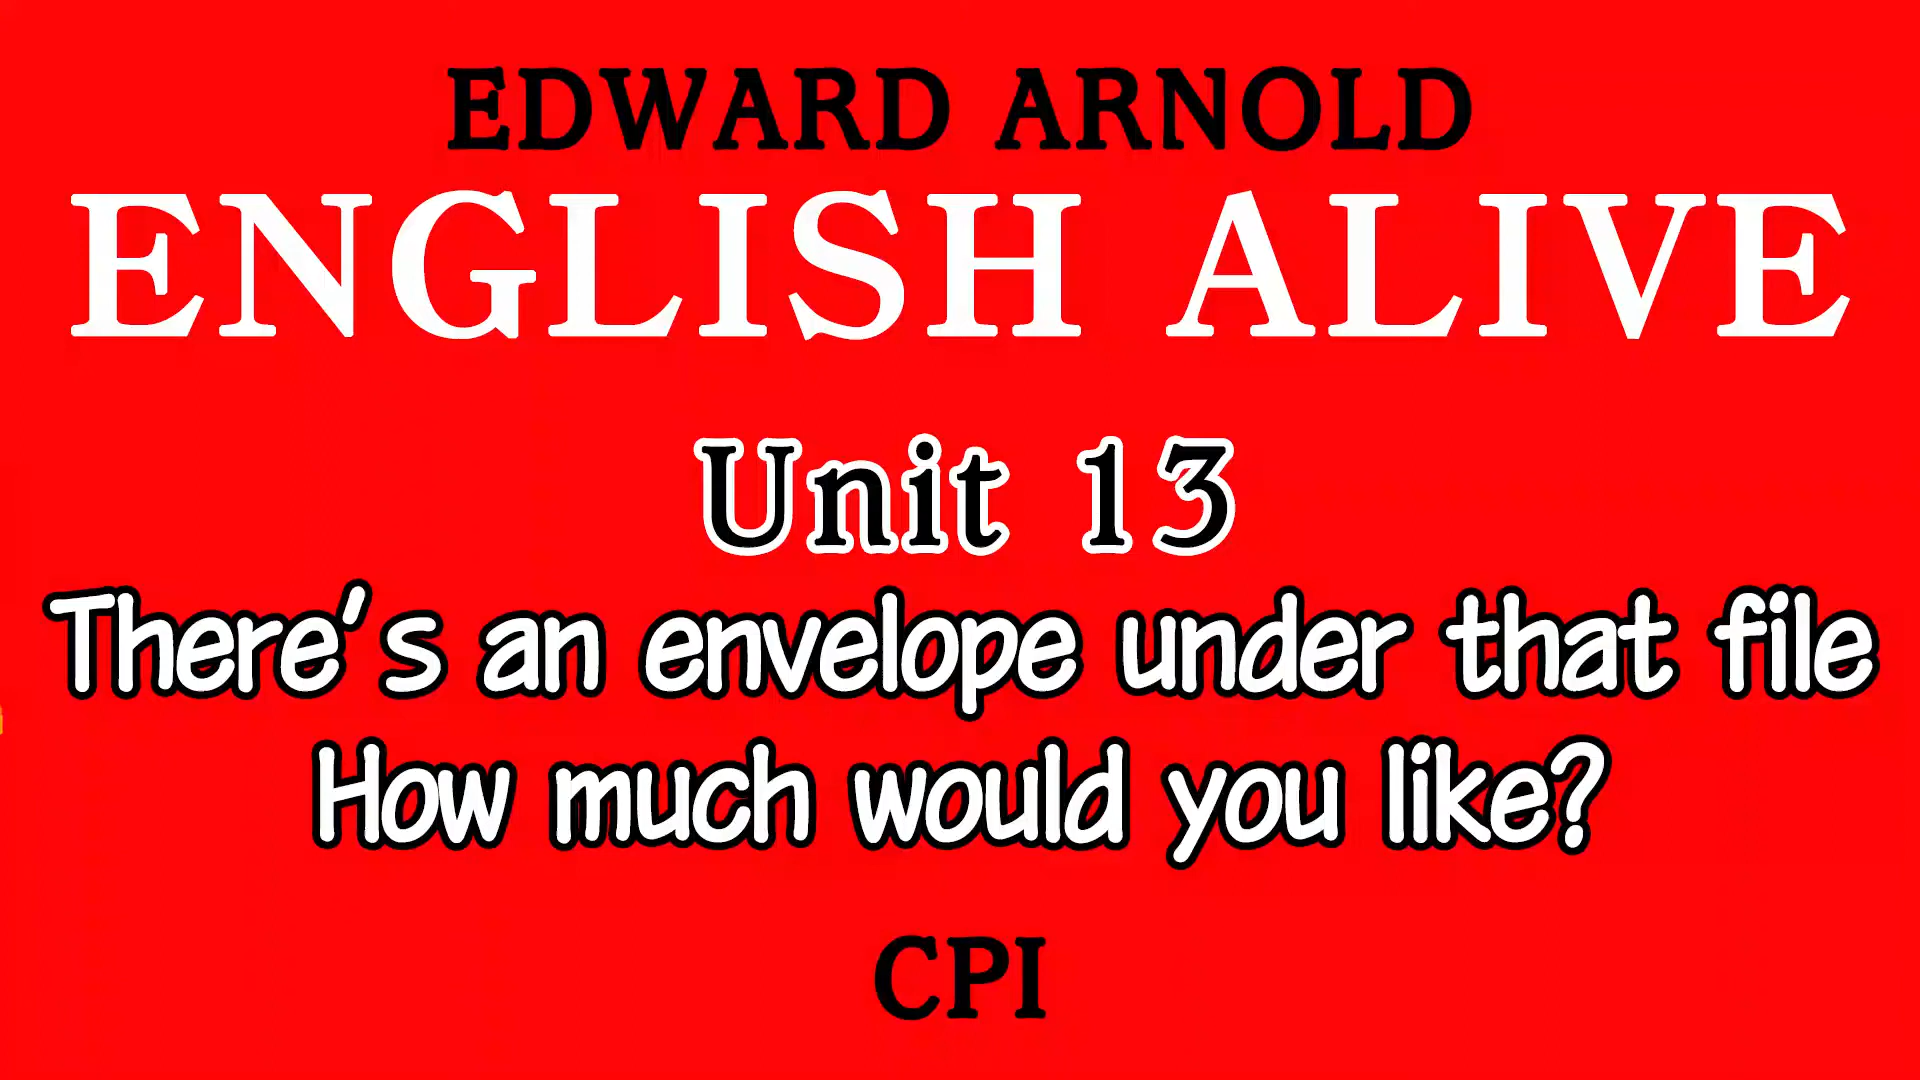 EDWARD ARNOLD
ENGLISH ALIVE
Unit 13
There's an envelope under that file
How much would you like?
CPI